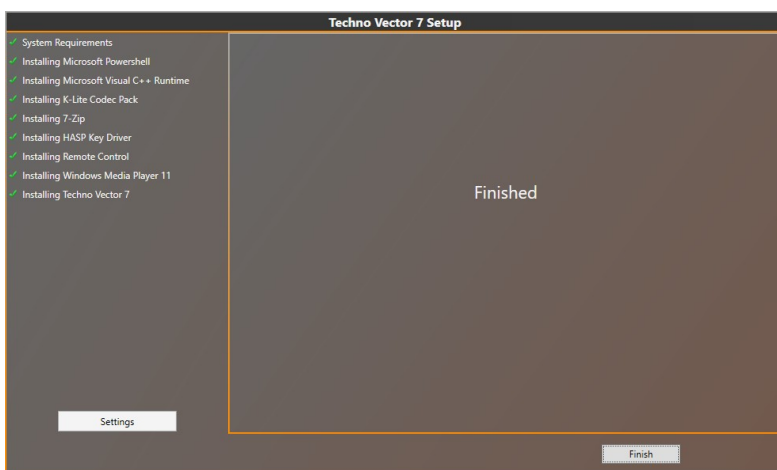 Techno Vector 7 Setup
System Requirements
Installing Microsoft Powershell
Installing Microsoft Visual C++ Runtime
Installing K-Lite Codec Pack
Installing 7-Zip
Installing HASP Key Driver
Installing Remote Control
Installing Windows Media Player 11
Installing Techno Vector 7
Finished
Settings
Finish